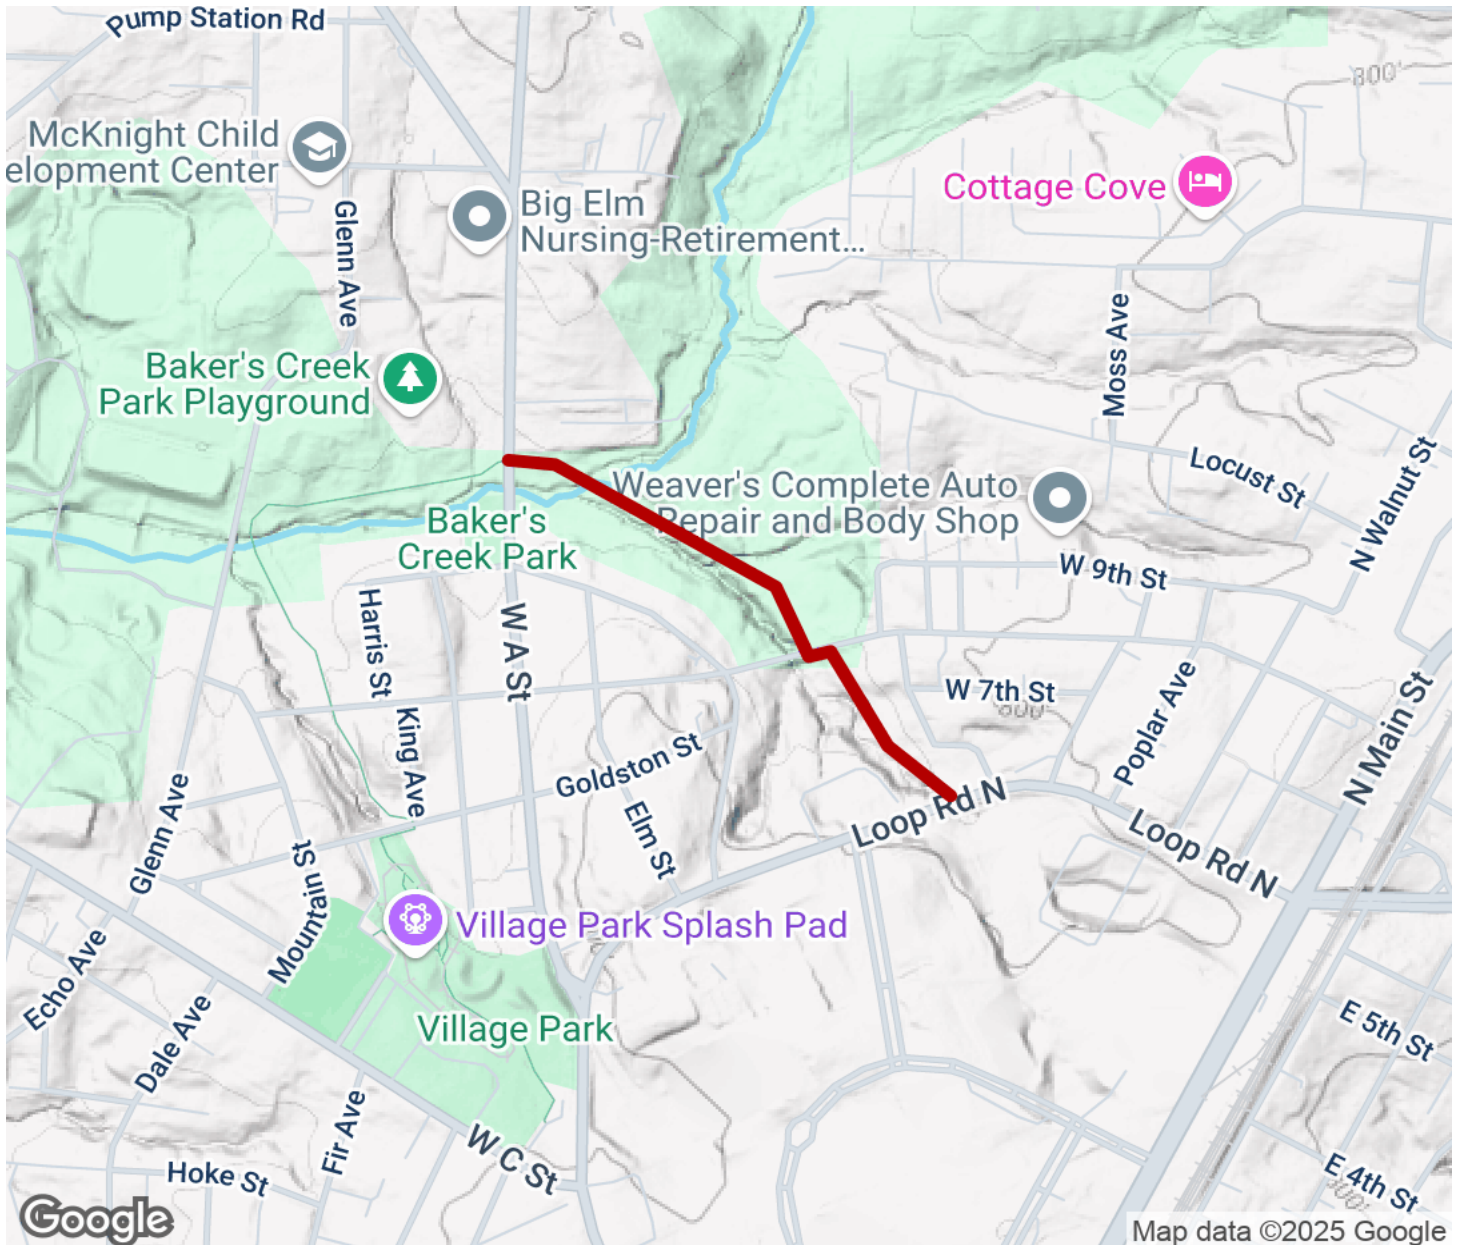 Pump Station Rd
800'
McKnight Child
elopment Center
Cottage Cove
Big Elm
Nursing-Retirement...
Glenn Ave
Moss Ave
Baker's Creek
Park Playground
Locust St
N Walnut St
Weaver's Complete Auto
Repair and Body Shop
Baker's
Creek Park
W 9th St
Harris St
W A St
W 7th St
800'
King Ave
Poplar Ave
N Main St
Goldston St
Elm St
Loop Rd N
Loop Rd N
Glenn Ave
Mountain St
Village Park Splash Pad
Echo Ave
Village Park
Dale Ave
E 5th St
Fir Ave
W C St
Hoke St
E 4th St
Google
Map data ©2025 Google